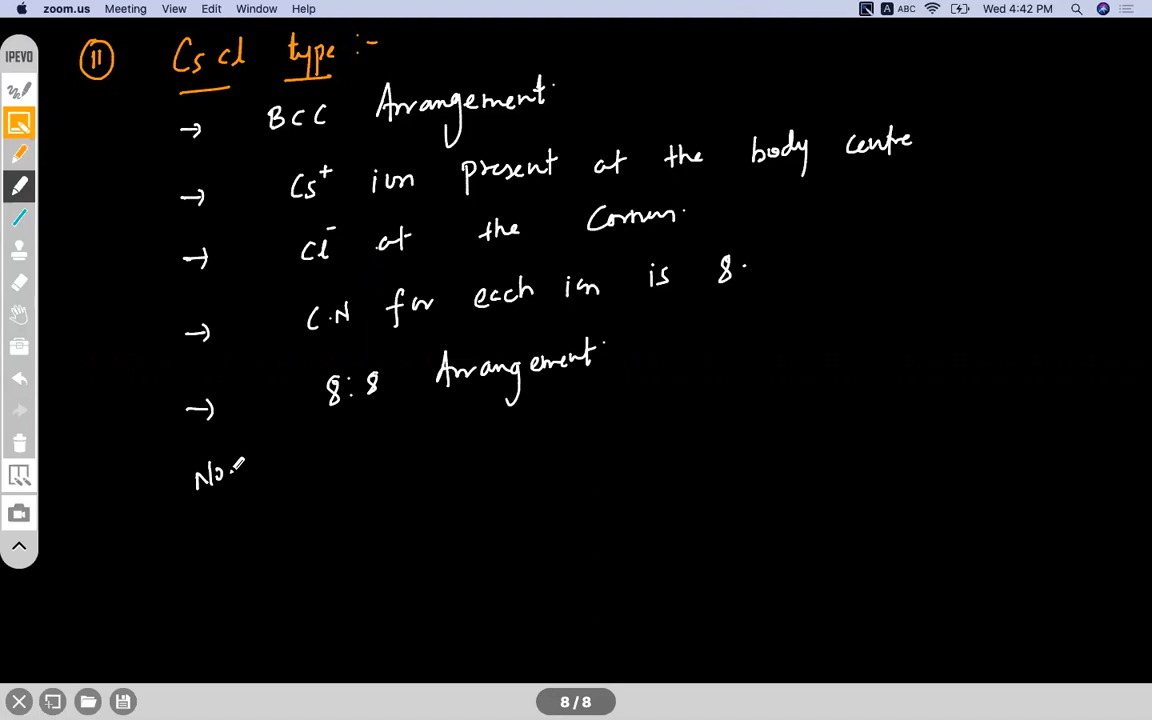 zoom.us Meeting View Edit Window Help
A ABC Wed 4:42 PM
IPEVO
11 CsCl type :-
→ BCC Arrangement.
→ Cs+ ion present at the body centre
→ Cl- at the
→ C.N for each ion is 8.
→ 8:8 Arrangement.
No.
8 / 8